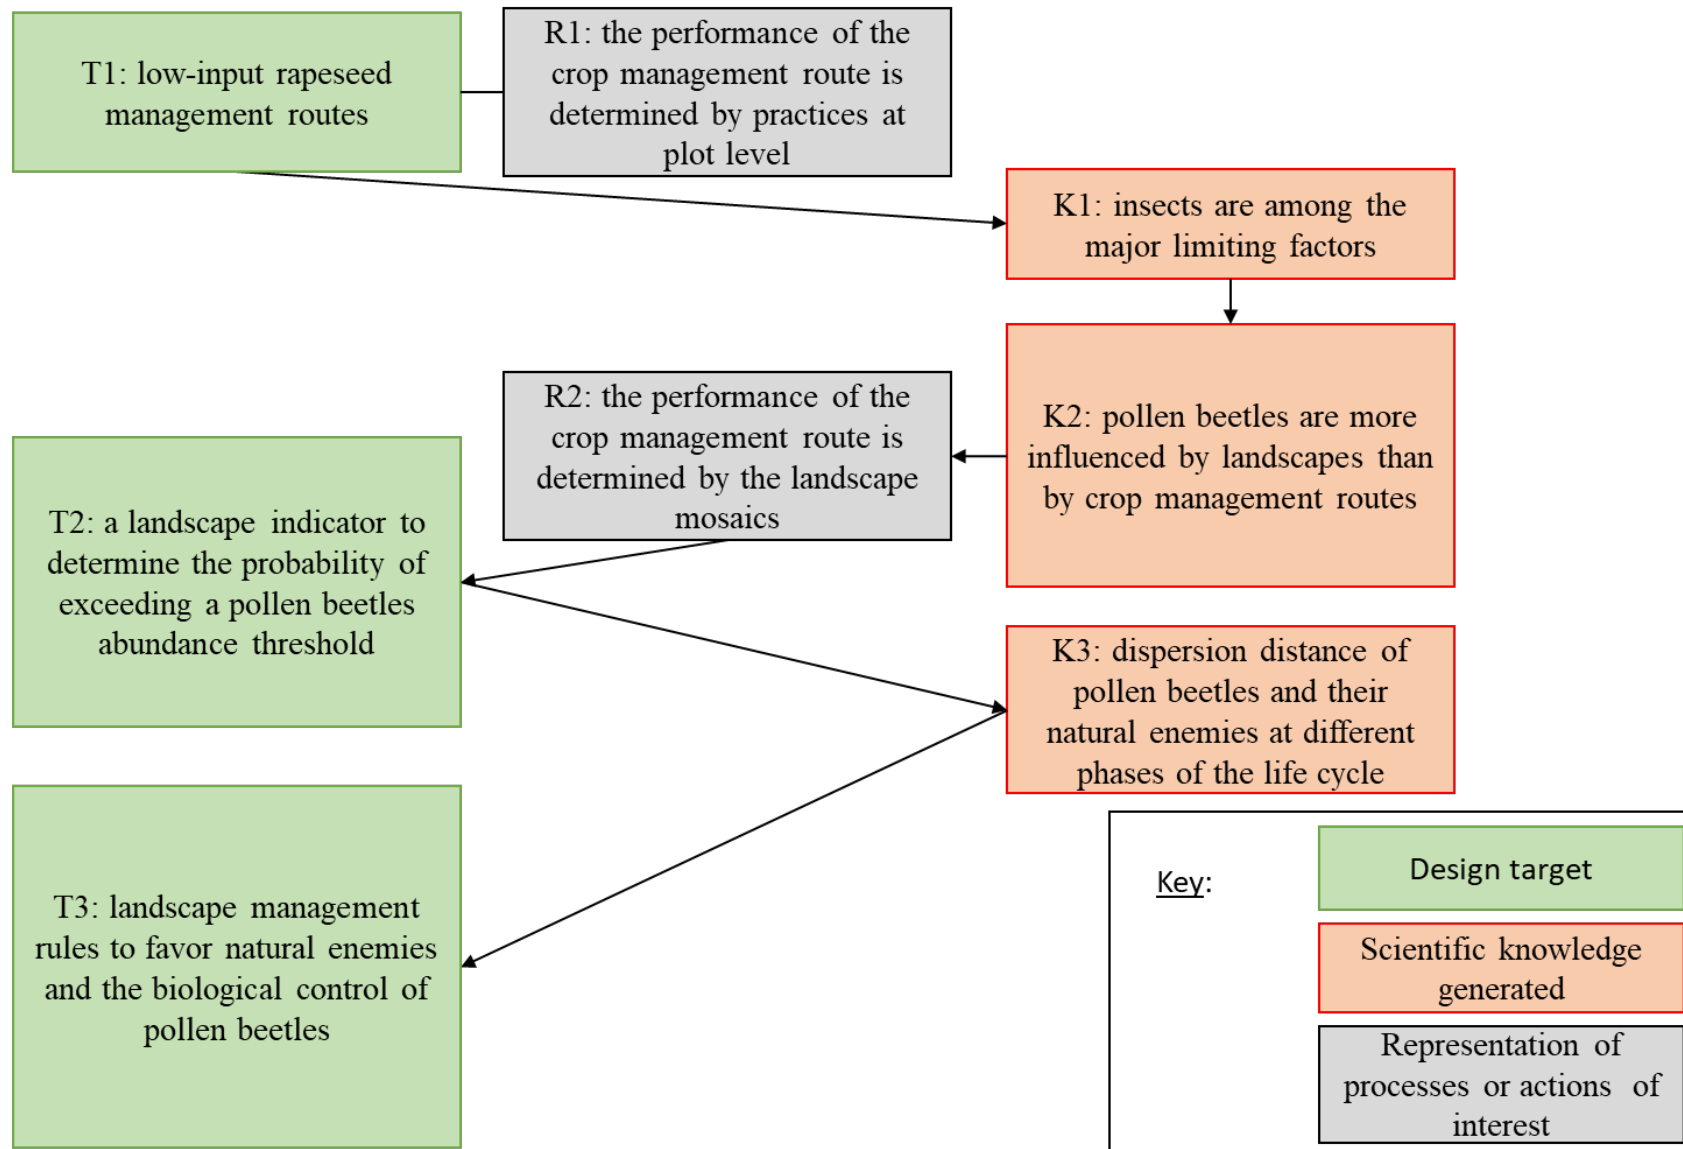 T1: low-input rapeseed
management routes
R1: the performance of the
crop management route is
determined by practices at
plot level
K1: insects are among the
major limiting factors
K2: pollen beetles are more
influenced by landscapes than
by crop management routes
R2: the performance of the
crop management route is
determined by the landscape
mosaics
T2: a landscape indicator to
determine the probability of
exceeding a pollen beetles
abundance threshold
K3: dispersion distance of
pollen beetles and their
natural enemies at different
phases of the life cycle
T3: landscape management
rules to favor natural enemies
and the biological control of
pollen beetles
Key:
Design target
Scientific knowledge
generated
Representation of
processes or actions of
interest